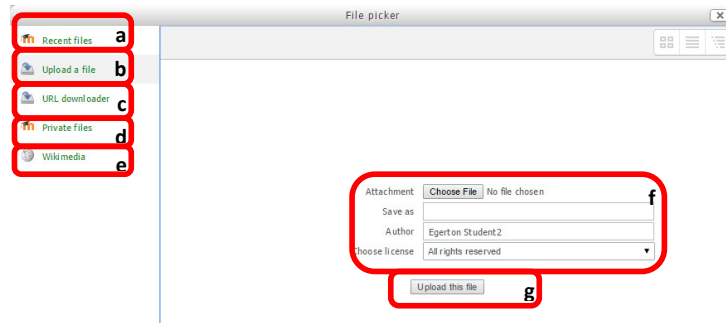 File picker
Recent files a
Upload a file b
URL downloader c
Private files d
Wikimedia e
Attachment Choose File No file chosen f
Save as
Author Egerton Student2
Choose license All rights reserved
Upload this file g